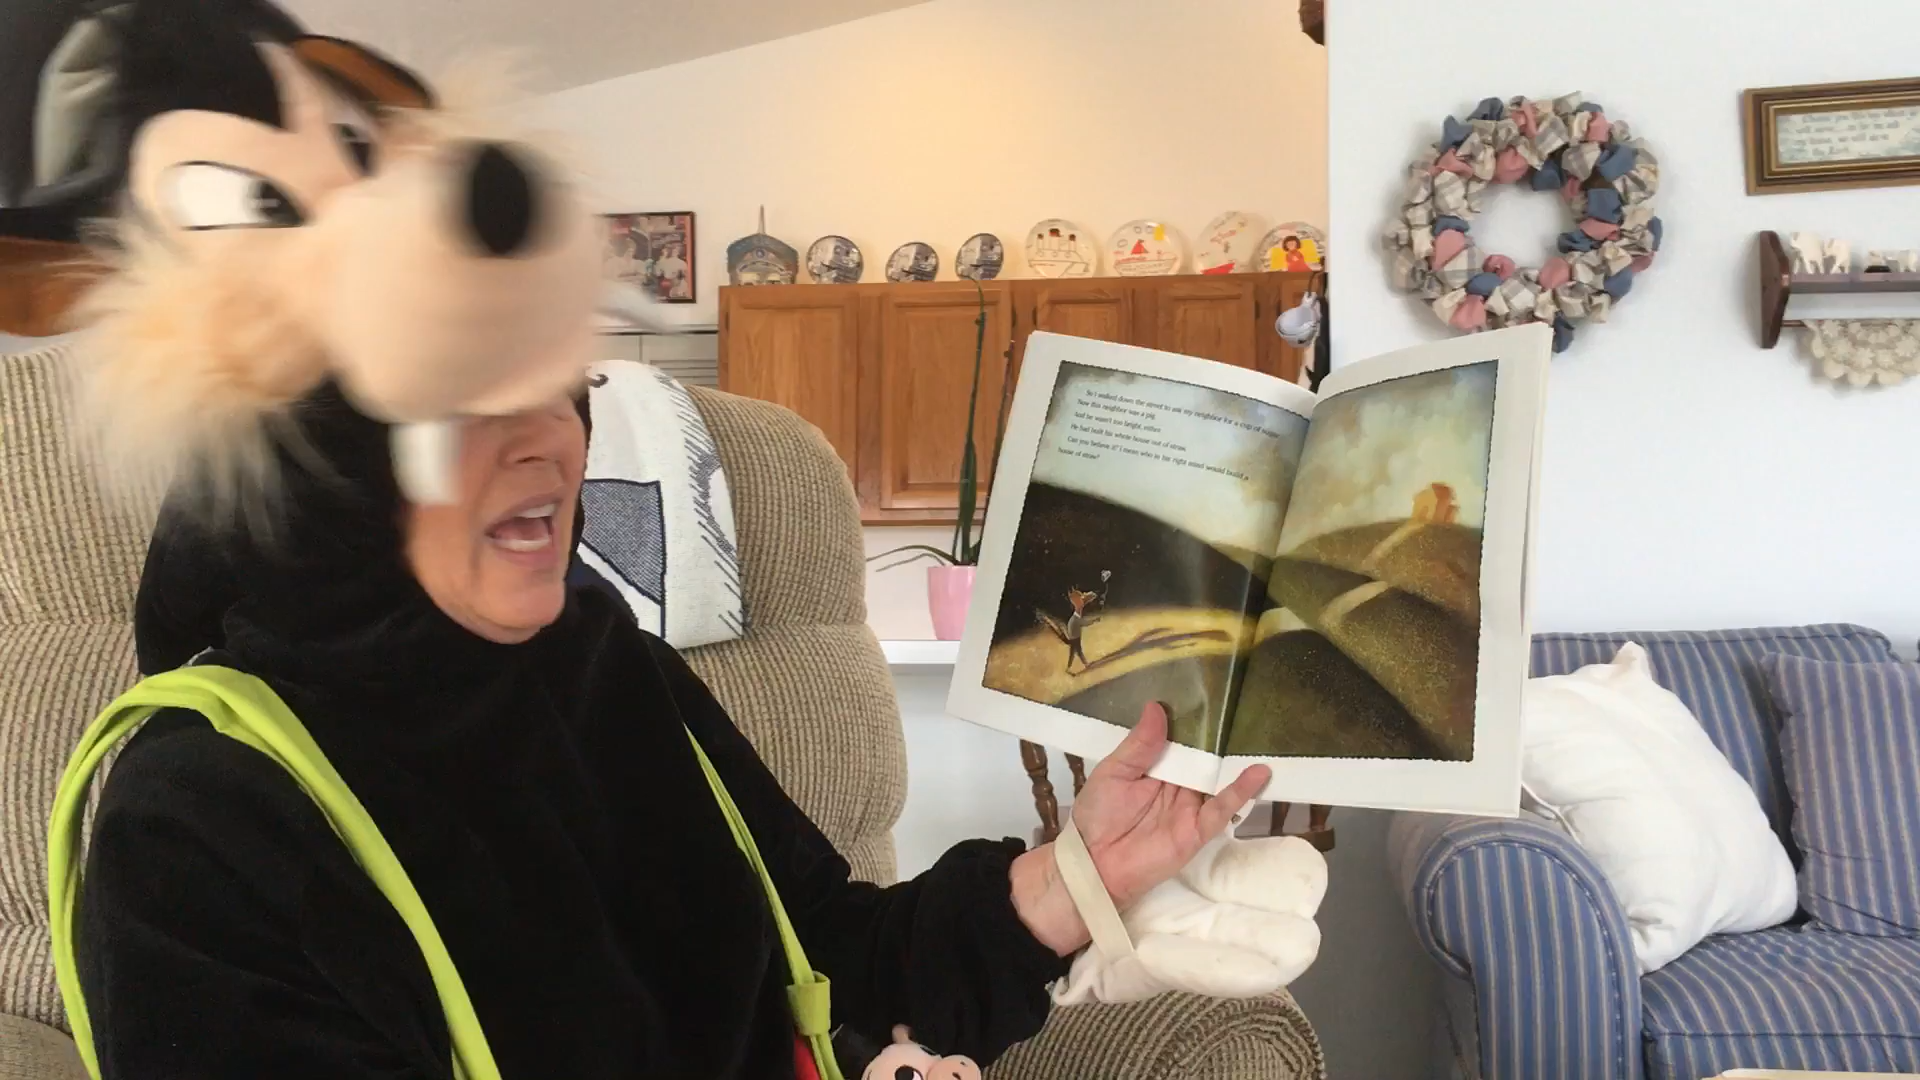 So I walked down the street to ask my neighbor for a cup of sugar.
Now this neighbor was a pig.
And he wasn't too bright, either.
He had built his whole house out of straw.
Can you believe it? I mean who in his right mind would build a
house of straw?